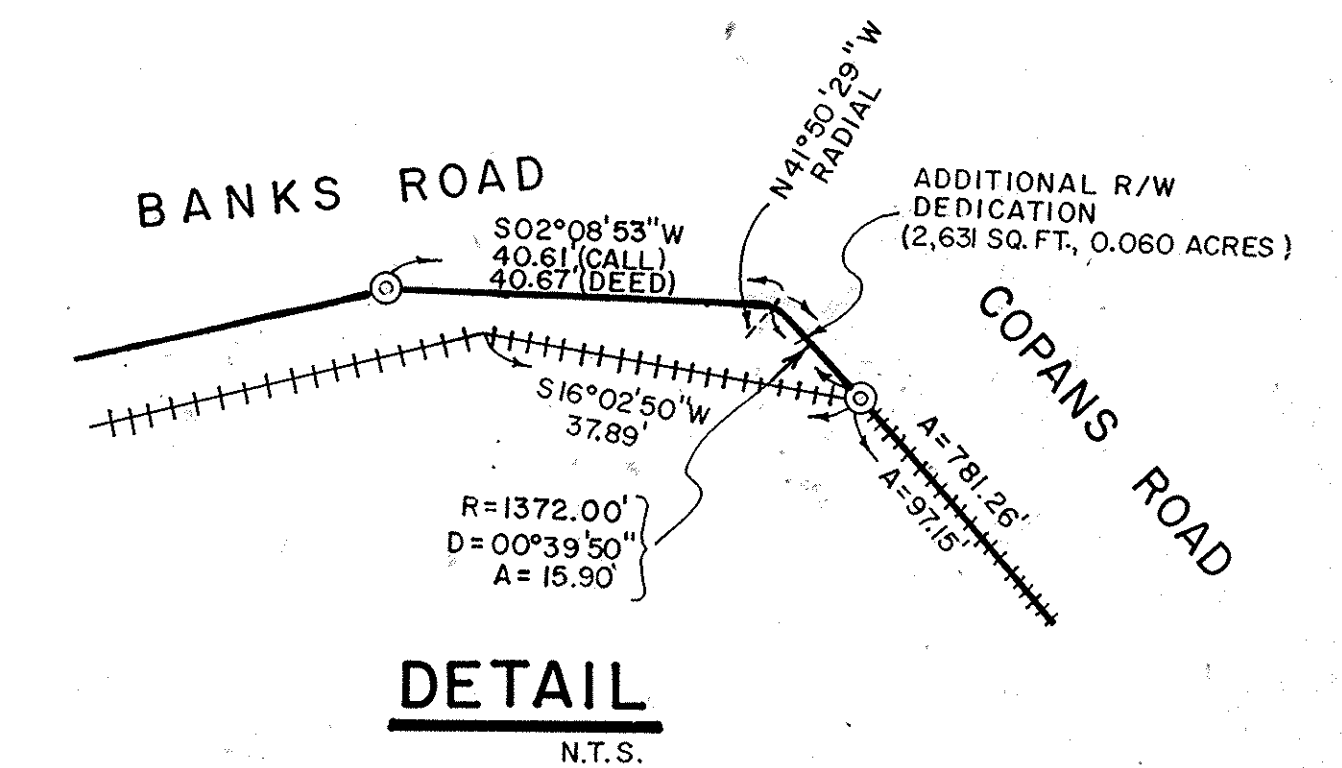 BANKS ROAD
S02°08'53"W
40.61'(CALL)
40.67'(DEED)
N41°50'29"W
RADIAL
ADDITIONAL R/W
DEDICATION
(2,631 SQ. FT., 0.060 ACRES)
COPANS ROAD
S16°02'50"W
37.89'
A=781.26'
A=97.15'
R=1372.00'
D=00°39'50"
A=15.90'
DETAIL
N.T.S.